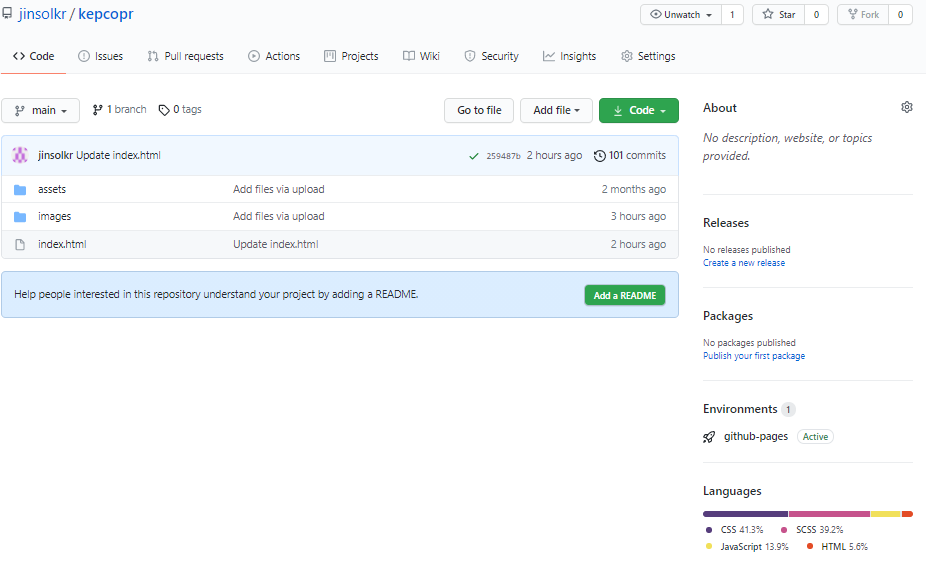 jinsolkr / kepcopr
Unwatch 1 Star 0 Fork 0
Code Issues Pull requests Actions Projects Wiki Security Insights Settings
main 1 branch 0 tags Go to file Add file Code
jinsolkr Update index.html 259487b 2 hours ago 101 commits
assets Add files via upload 2 months ago
images Add files via upload 3 hours ago
index.html Update index.html 2 hours ago
Help people interested in this repository understand your project by adding a README. Add a README
About
No description, website, or topics
provided.
Releases
No releases published
Create a new release
Packages
No packages published
Publish your first package
Environments 1
github-pages Active
Languages
CSS 41.3% SCSS 39.2%
JavaScript 13.9% HTML 5.6%